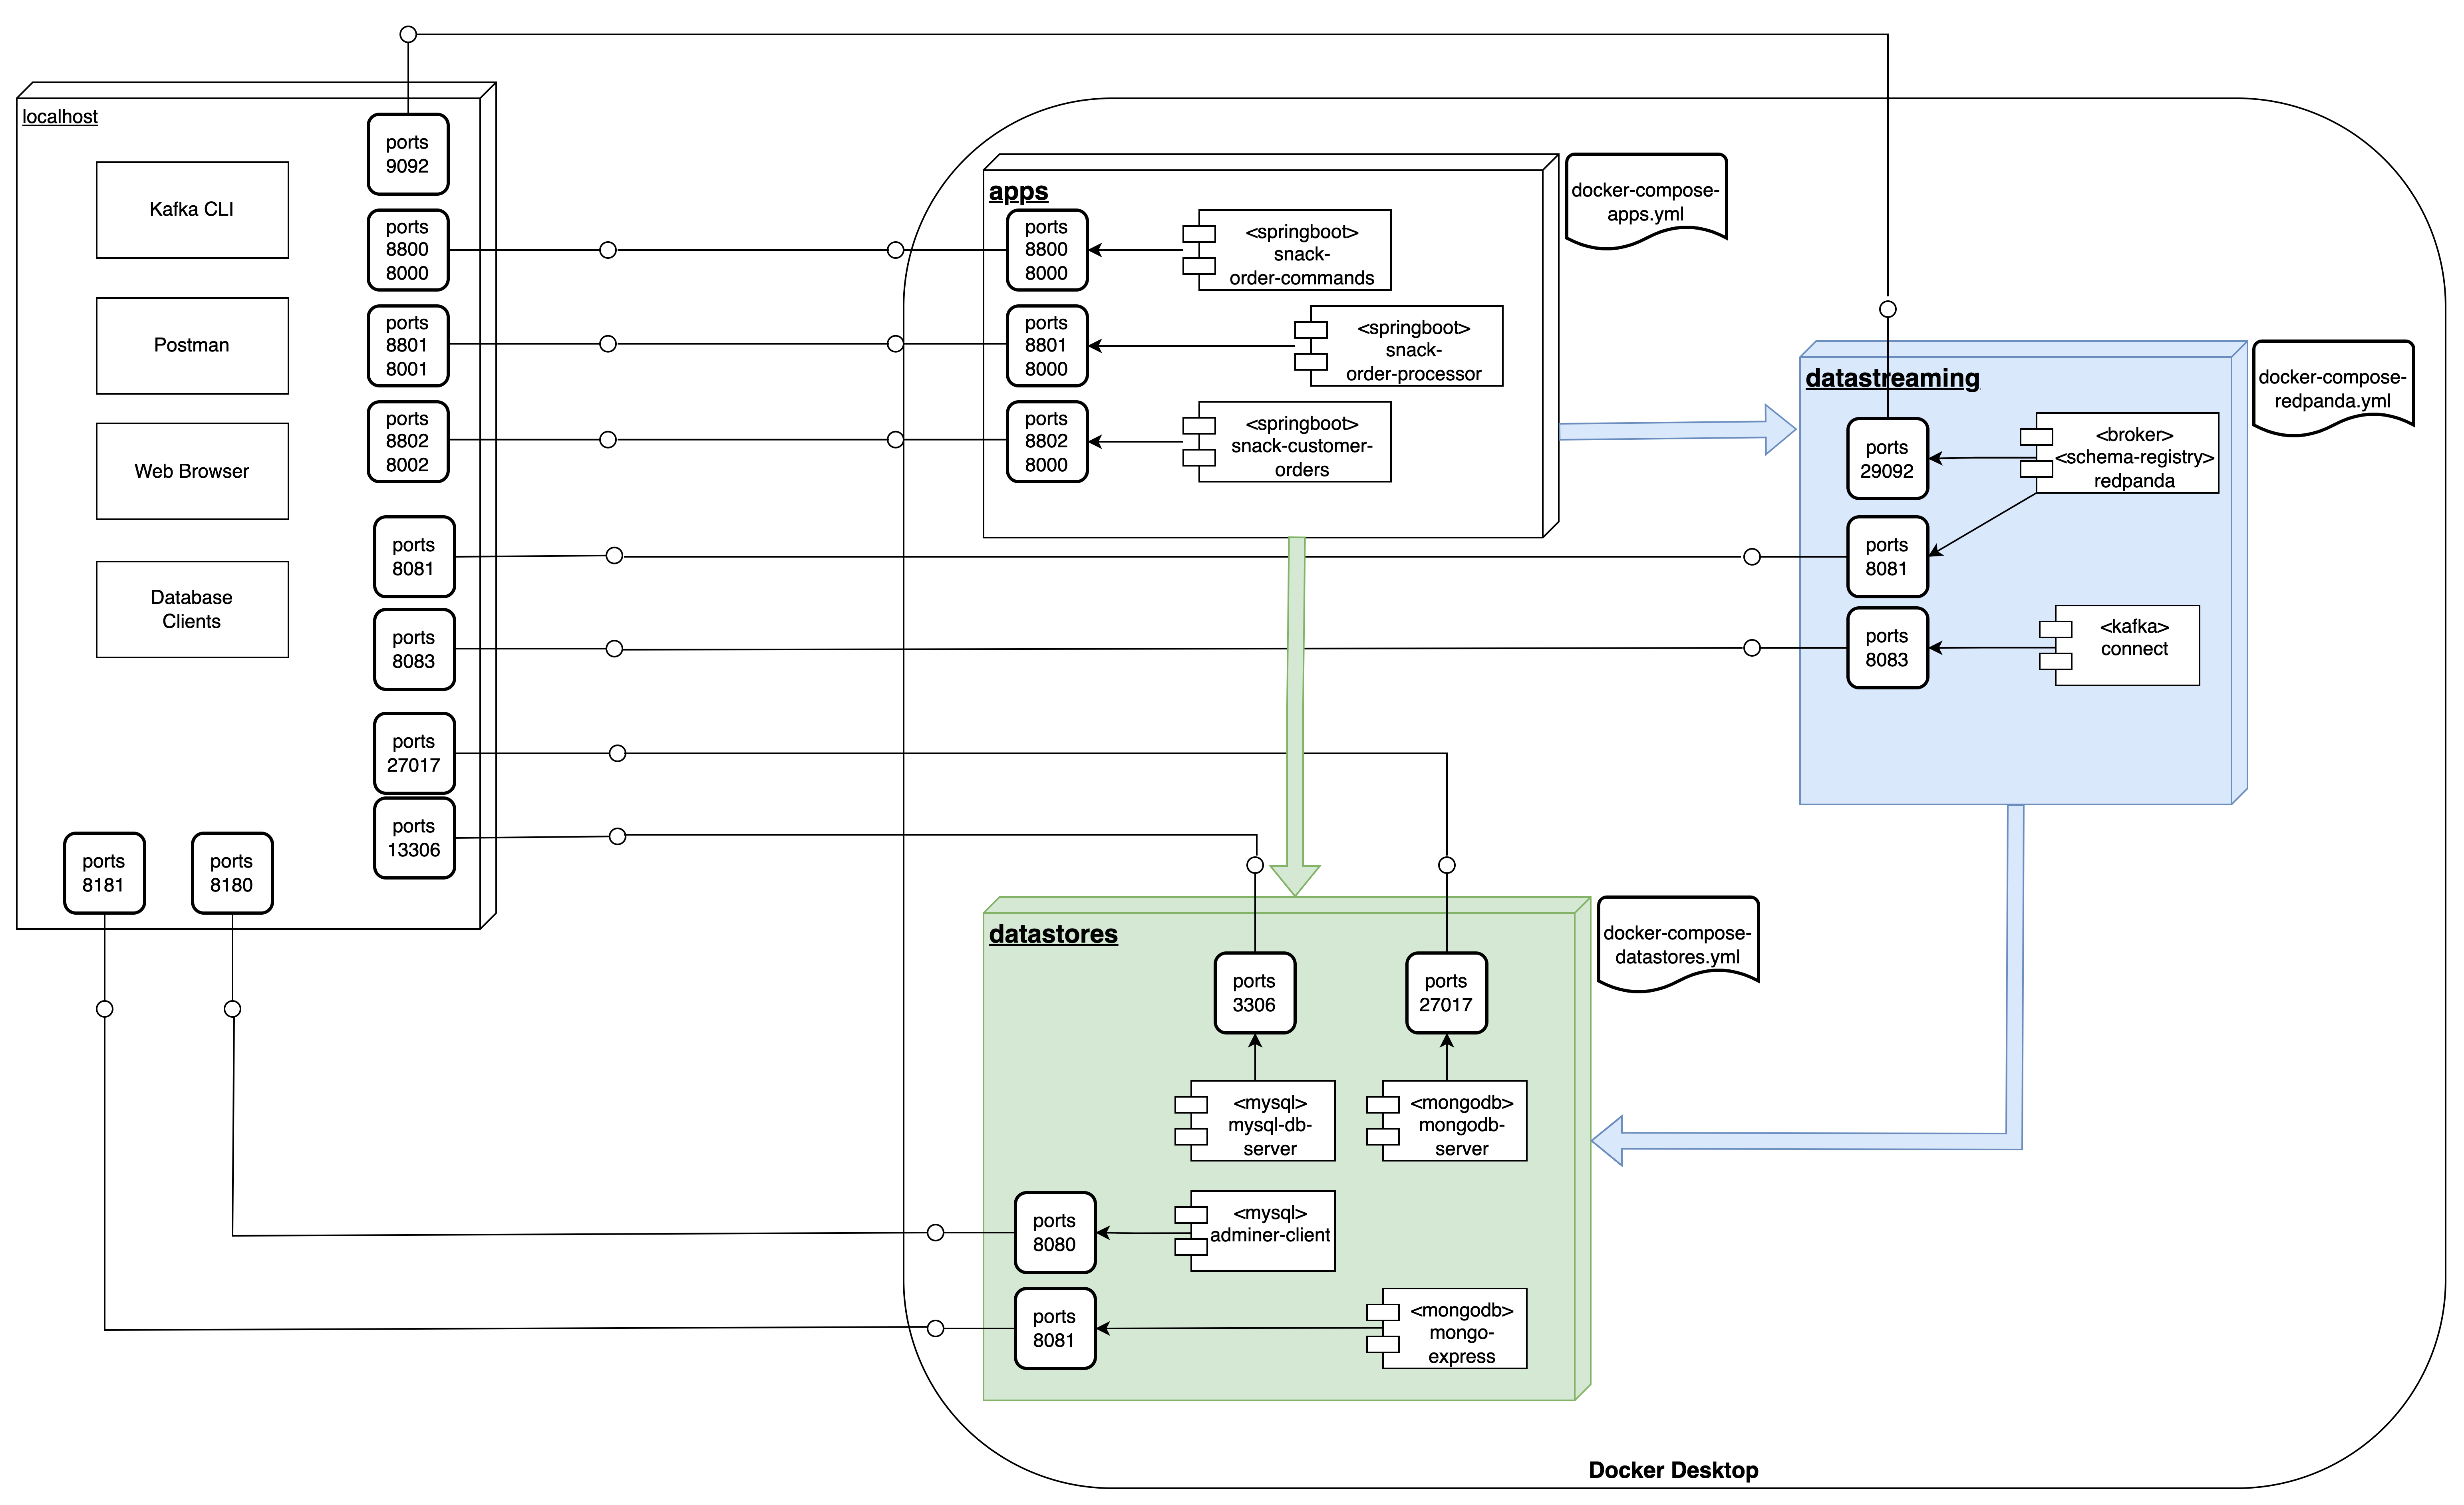 localhost
Kafka CLI
Postman
Web Browser
Database
Clients
ports
9092
ports
8800
8000
ports
8801
8001
ports
8802
8002
ports
8081
ports
8083
ports
27017
ports
13306
ports
8181
ports
8180
apps
ports
8800
8000
<springboot>
snack-
order-commands
ports
8801
8000
<springboot>
snack-
order-processor
ports
8802
8000
<springboot>
snack-customer-
orders
docker-compose-
apps.yml
datastreaming
ports
29092
<broker>
<schema-registry>
redpanda
ports
8081
ports
8083
<kafka>
connect
docker-compose-
redpanda.yml
datastores
ports
3306
ports
27017
<mysql>
mysql-db-
server
<mongodb>
mongodb-
server
ports
8080
<mysql>
adminer-client
ports
8081
<mongodb>
mongo-
express
docker-compose-
datastores.yml
Docker Desktop